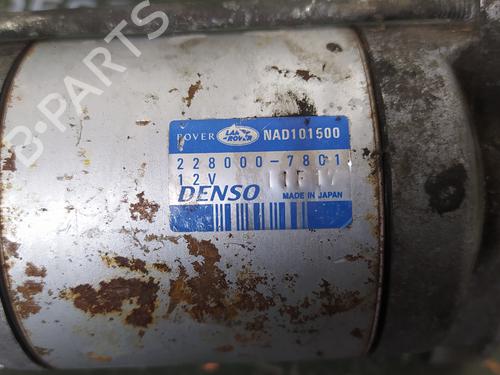 ROVER LAND ROVER NAD101500
228000-7801
12V
DENSO MADE IN JAPAN
B-PARTS